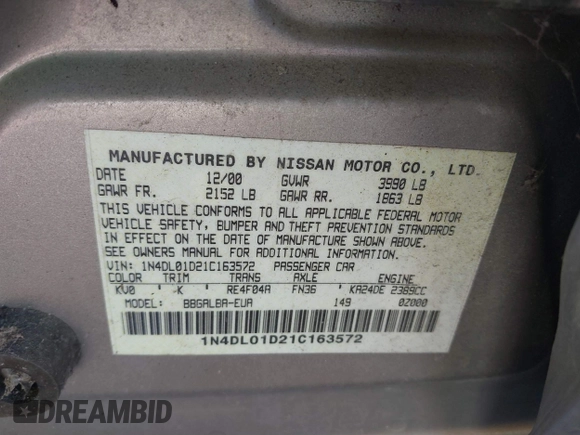 MANUFACTURED BY NISSAN MOTOR CO., LTD.
DATE 12/00 GVWR 3990 LB
GAWR FR. 2152 LB GAWR RR. 1863 LB
THIS VEHICLE CONFORMS TO ALL APPLICABLE FEDERAL MOTOR
VEHICLE SAFETY, BUMPER AND THEFT PREVENTION STANDARDS
IN EFFECT ON THE DATE OF MANUFACTURE SHOWN ABOVE.
SEE OWNERS MANUAL FOR ADDITIONAL INFORMATION.
VIN: 1N4DL01D21C163572 PASSENGER CAR
COLOR TRIM TRANS AXLE ENGINE
KV0 -K RE4F04A FN36 KA24DE 2389CC
MODEL: BBGALBA-EUA 149 0Z000
1N4DL01D21C163572
DREAMBID